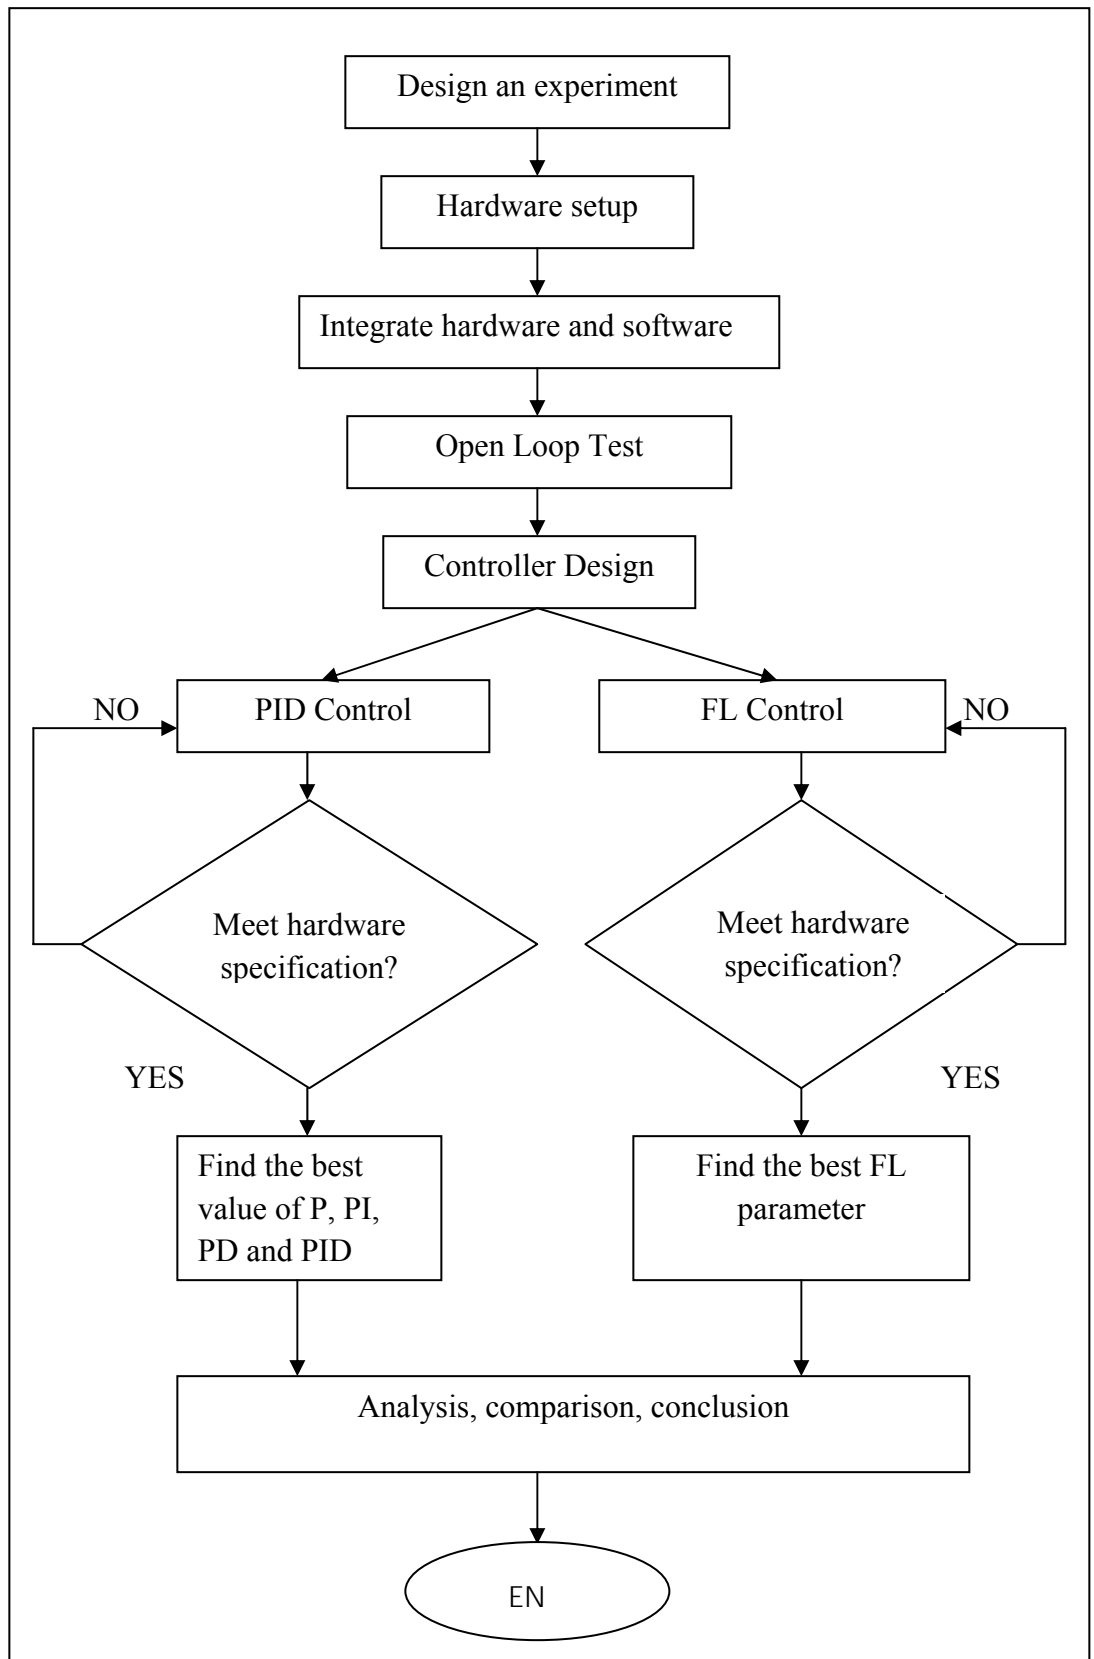 Design an experiment
Hardware setup
Integrate hardware and software
Open Loop Test
Controller Design
NO
PID Control
FL Control
NO
Meet hardware
specification?
Meet hardware
specification?
YES
YES
Find the best
value of P, PI,
PD and PID
Find the best FL
parameter
Analysis, comparison, conclusion
EN